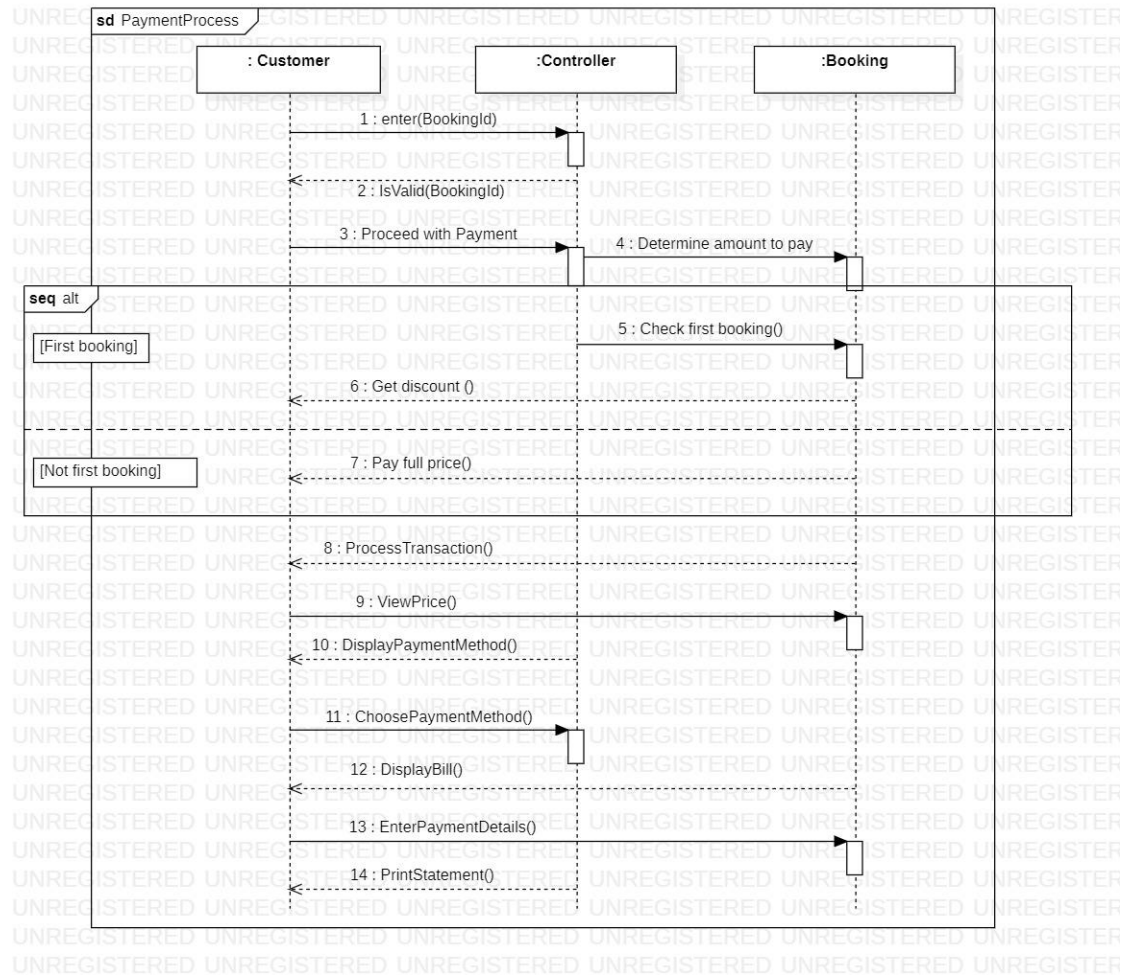 sd PaymentProcess
: Customer
:Controller
:Booking
1 : enter(BookingId)
2 : IsValid(BookingId)
3 : Proceed with Payment
4 : Determine amount to pay
seq alt
[First booking]
5 : Check first booking()
6 : Get discount ()
[Not first booking]
7 : Pay full price()
8 : ProcessTransaction()
9 : ViewPrice()
10 : DisplayPaymentMethod()
11 : ChoosePaymentMethod()
12 : DisplayBill()
13 : EnterPaymentDetails()
14 : PrintStatement()
UNREGISTERED